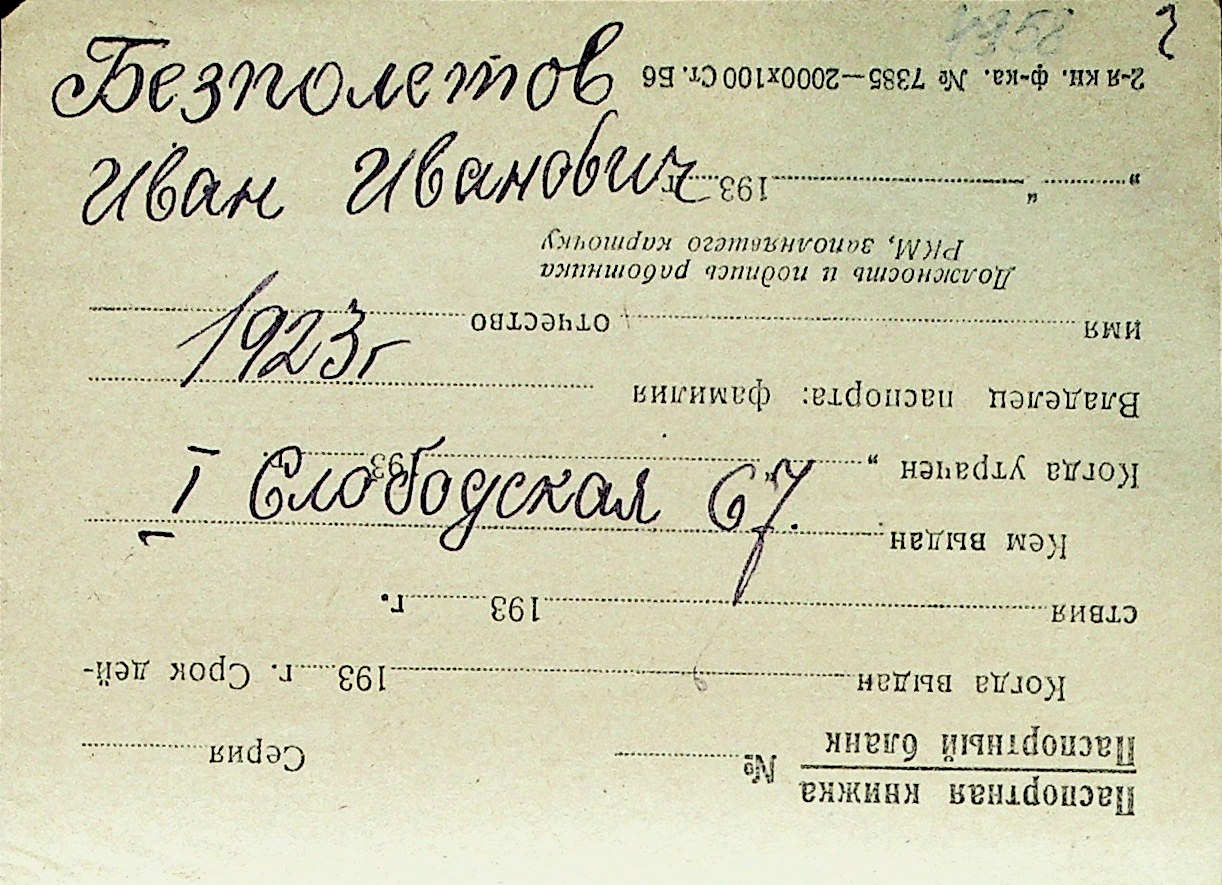 Безполетов
Иван Иванович
1923 г
I Слободская 67.
Паспортная книжка
Паспортный бланк №
Серия
Когда выдан 193 г. Срок дей-
ствия 193 г.
Кем выдан
Когда утрачен „ “ 193 г.
Владелец паспорта: фамилия
имя отчество
Должность и подпись работника
РКМ, заполнявшего карточку
„ “ 193 г.
2-я кн. ф-ка. № 7385—2000х100 Ст. Б6